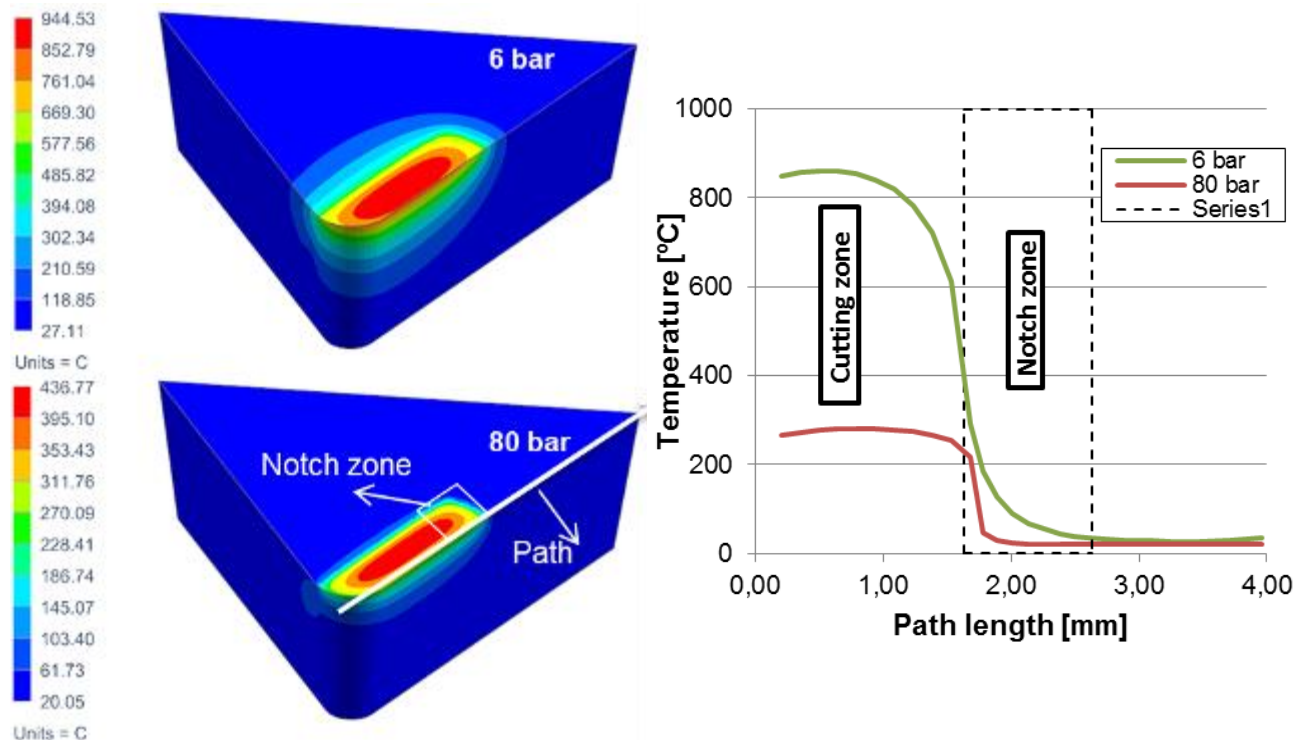 944.53
852.79
761.04
669.30
577.56
485.82
394.08
302.34
210.59
118.85
27.11
Units = C
6 bar
436.77
395.10
353.43
311.76
270.09
228.41
186.74
145.07
103.40
61.73
20.05
Units = C
80 bar
Notch zone
Path
1000
800
600
400
200
0
Temperature [ºC]
Cutting zone
Notch zone
6 bar
80 bar
Series1
0,00
1,00
2,00
3,00
4,00
Path length [mm]